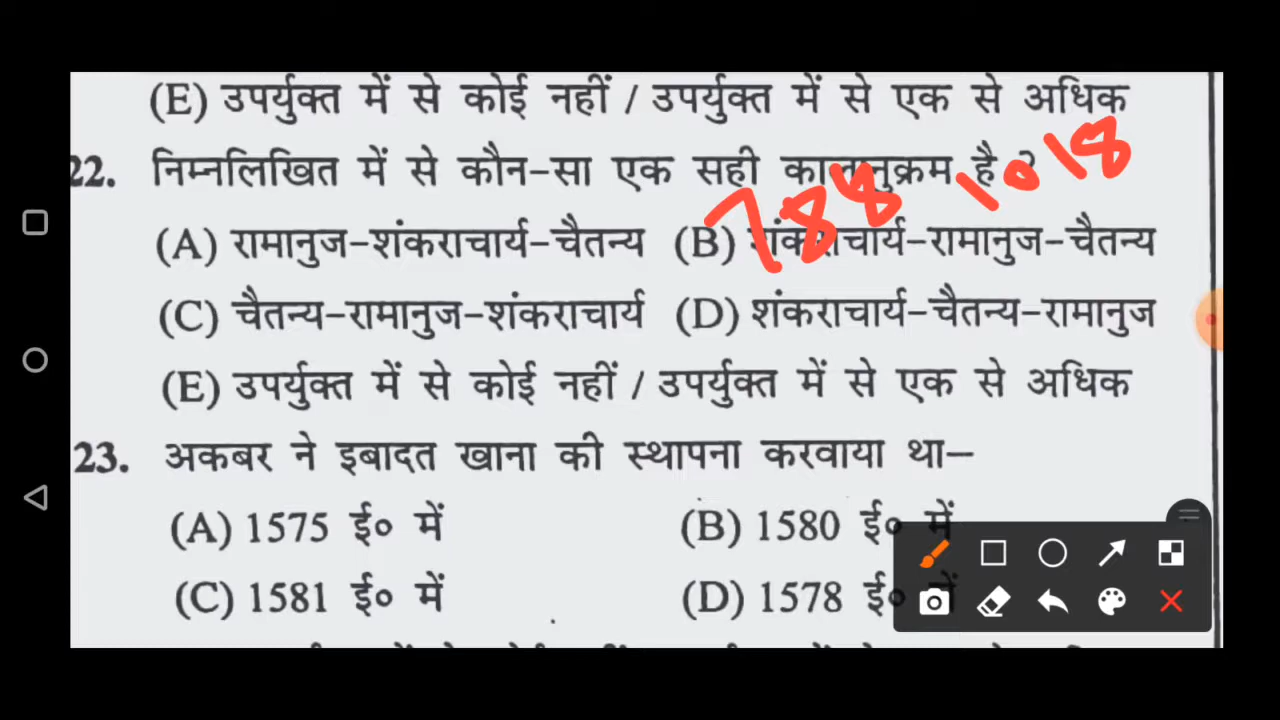 (E) उपर्युक्त में से कोई नहीं / उपर्युक्त में से एक से अधिक
22. निम्नलिखित में से कौन-सा एक सही कालानुक्रम है ?
788 1018
(A) रामानुज-शंकराचार्य-चैतन्य (B) शंकराचार्य-रामानुज-चैतन्य
(C) चैतन्य-रामानुज-शंकराचार्य (D) शंकराचार्य-चैतन्य-रामानुज
(E) उपर्युक्त में से कोई नहीं / उपर्युक्त में से एक से अधिक
23. अकबर ने इबादत खाना की स्थापना करवाया था–
(A) 1575 ई० में (B) 1580 ई० में
(C) 1581 ई० में (D) 1578 ई० में